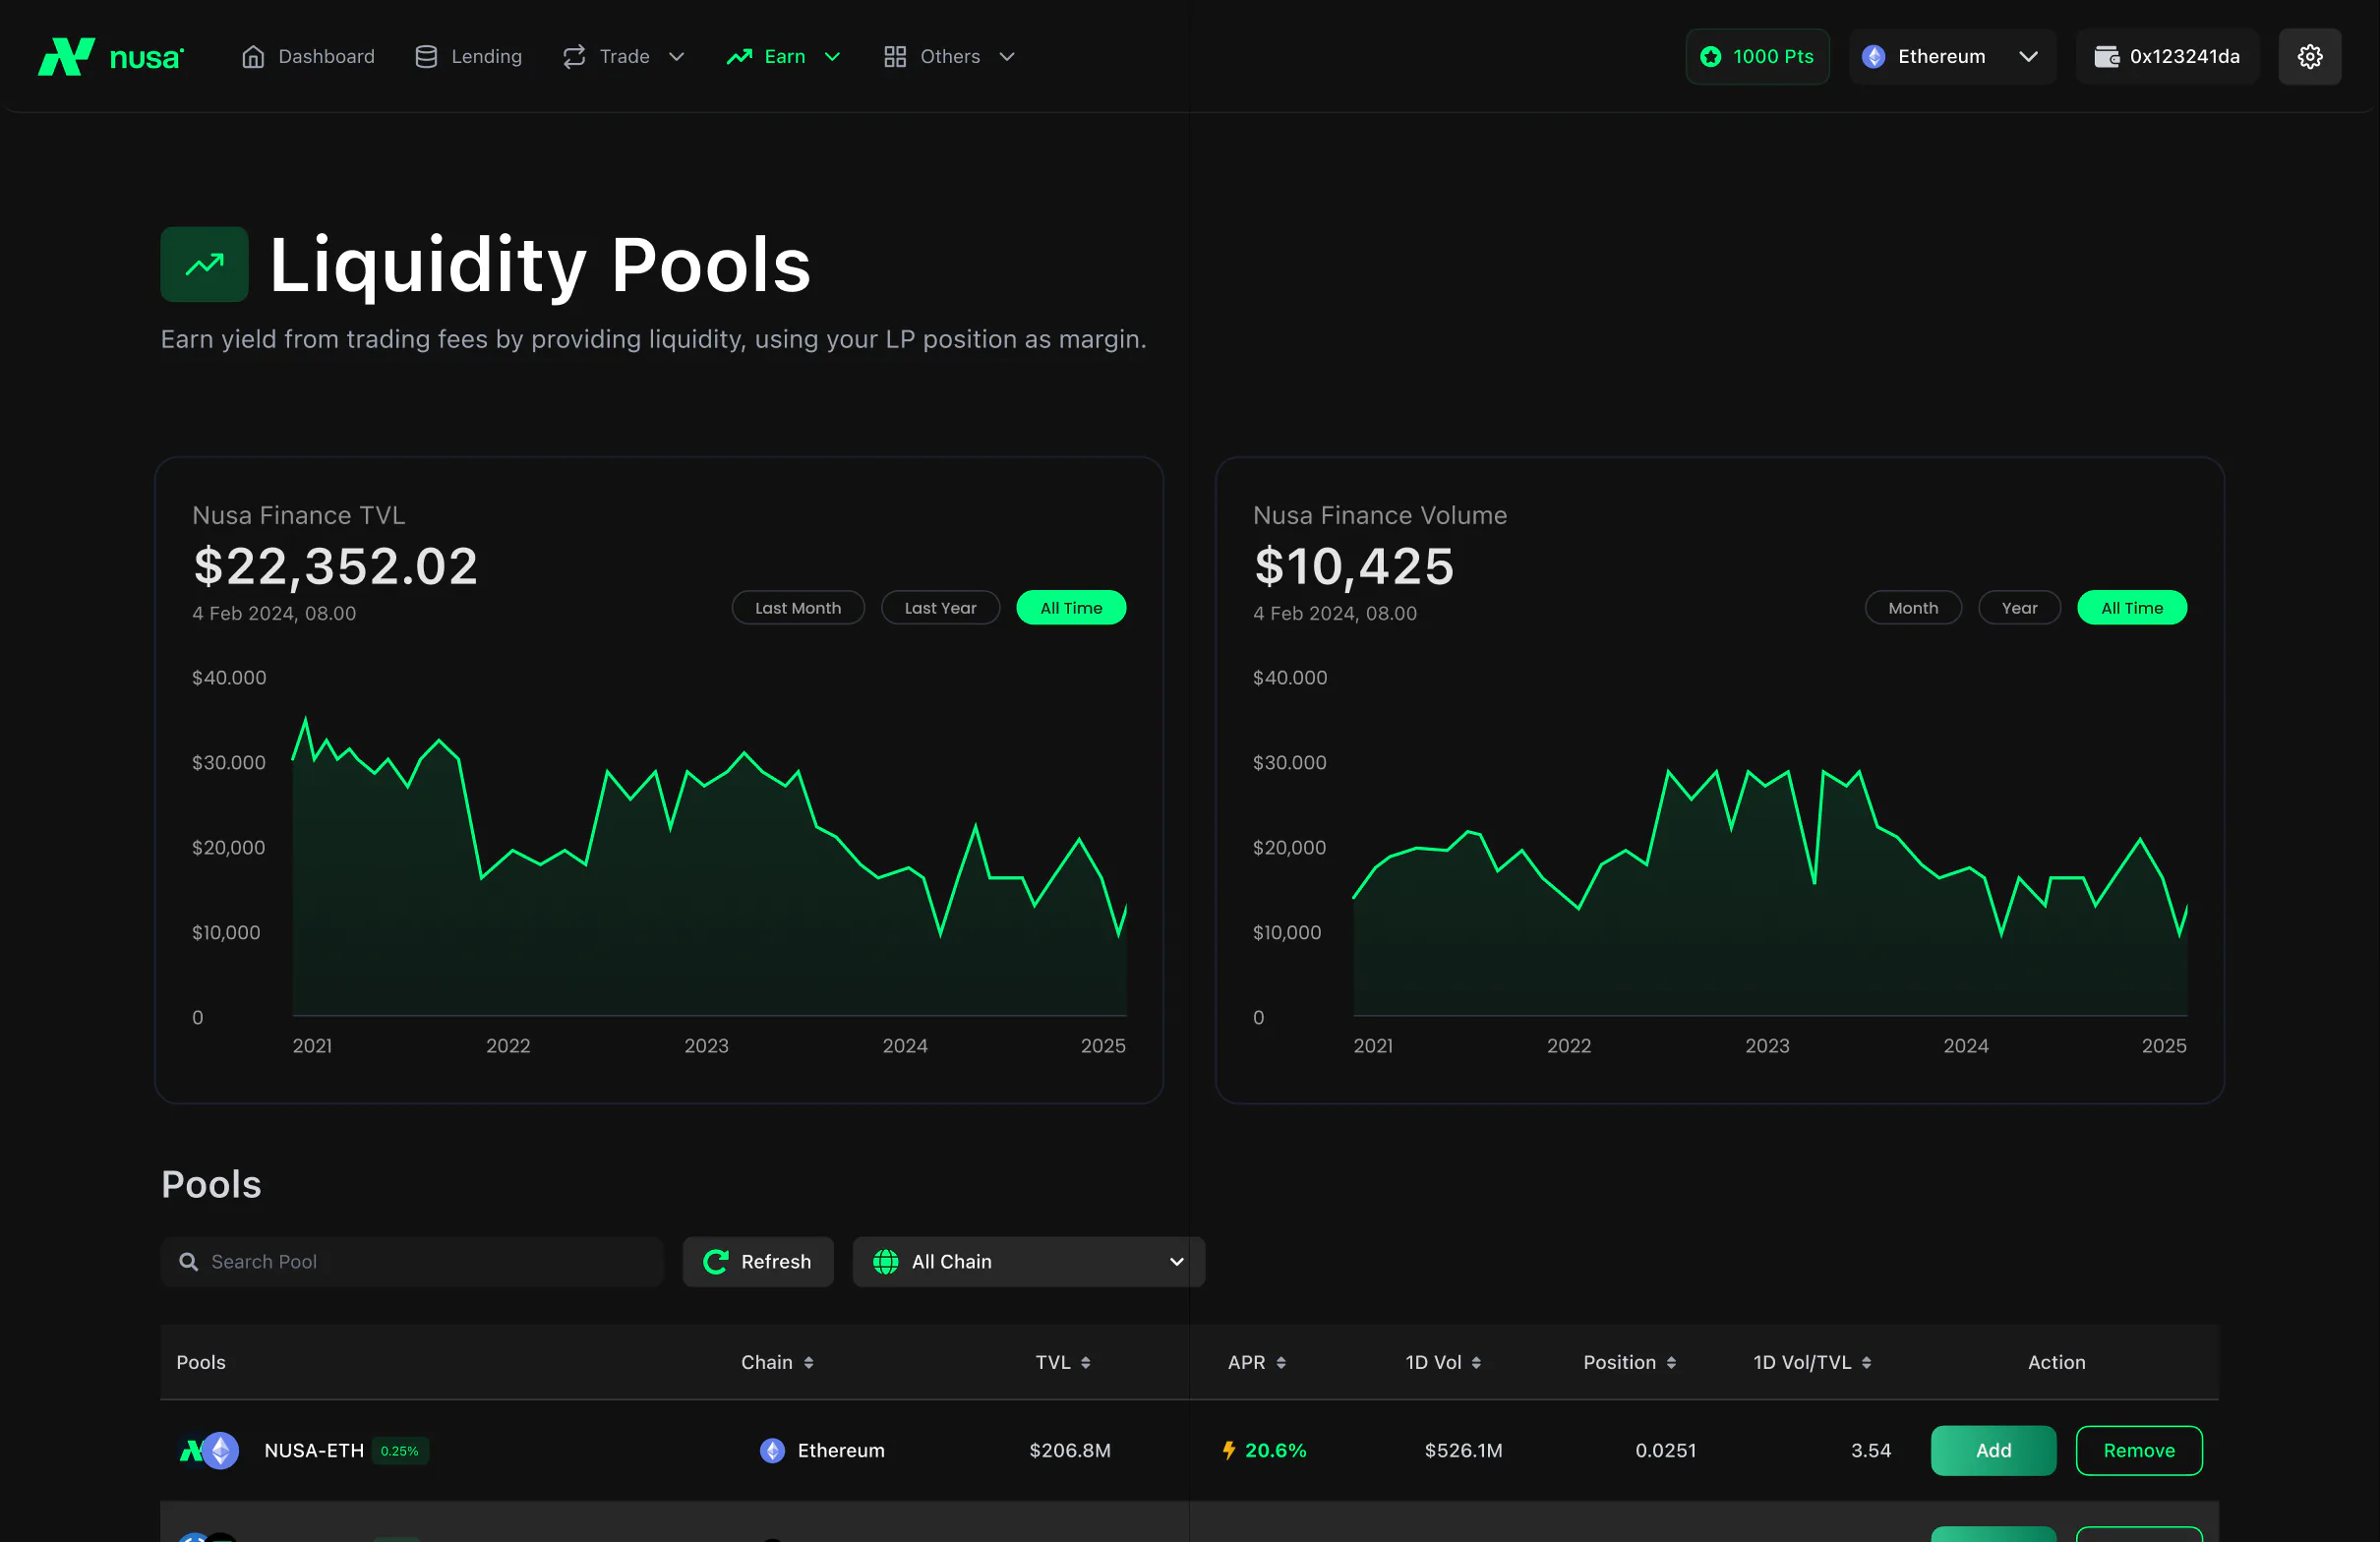 nusa
Dashboard
Lending
Trade
Earn
Others
1000 Pts
Ethereum
0x123241da
Liquidity Pools
Earn yield from trading fees by providing liquidity, using your LP position as margin.
Nusa Finance TVL
$22,352.02
4 Feb 2024, 08.00
Last Month
Last Year
All Time
$40.000
$30.000
$20,000
$10,000
0
2021
2022
2023
2024
2025
Nusa Finance Volume
$10,425
4 Feb 2024, 08.00
Month
Year
All Time
$40.000
$30.000
$20,000
$10,000
0
2021
2022
2023
2024
2025
Pools
Search Pool
Refresh
All Chain
Pools
Chain
TVL
APR
1D Vol
Position
1D Vol/TVL
Action
NUSA-ETH
0.25%
Ethereum
$206.8M
20.6%
$526.1M
0.0251
3.54
Add
Remove